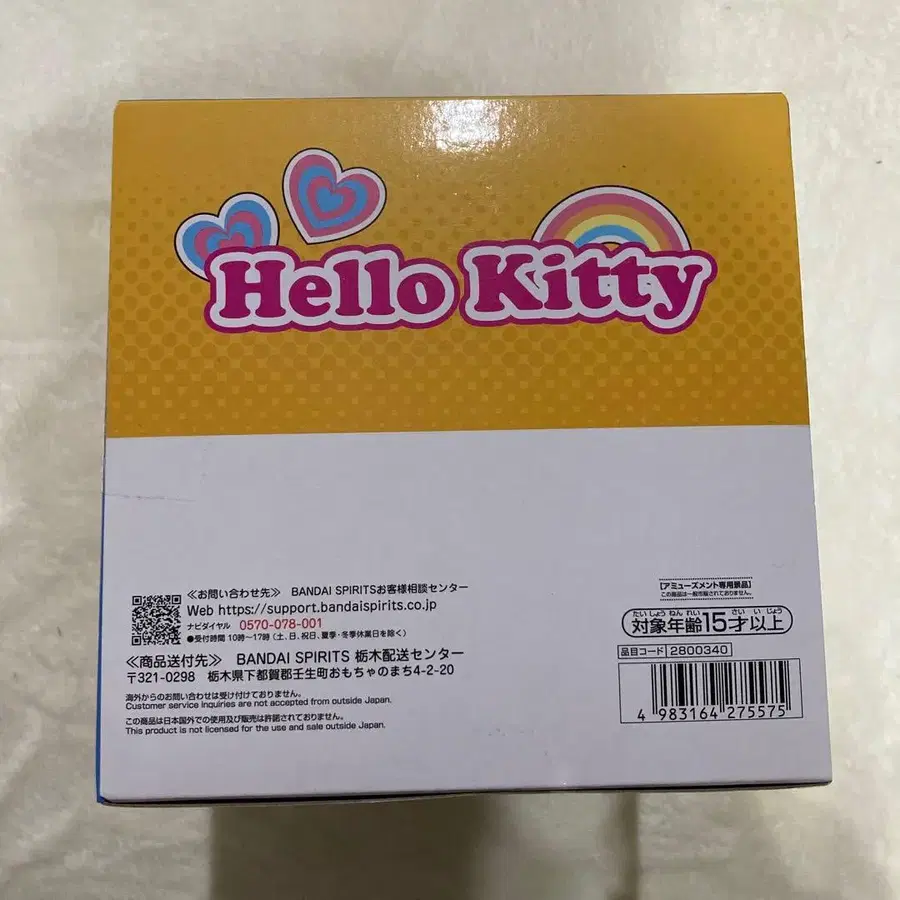 Hello Kitty
≪お問い合わせ先≫ BANDAI SPIRITSお客様相談センター
Web https://support.bandaispirits.co.jp
ナビダイヤル 0570-078-001
●受付時間 10時〜17時(土、日、祝日、夏季・冬季休業日を除く)
≪商品送付先≫ BANDAI SPIRITS 栃木配送センター
〒321-0298 栃木県下都賀郡壬生町おもちゃのまち4-2-20
海外からのお問い合わせは受け付けておりません。
Customer service Inquiries are not accepted from outside Japan.
この商品は日本国外での使用及び販売は許諾されておりません。
This product is not licensed for the use and sale outside Japan.
[アミューズメント専用景品]
この商品は一般市販されておりません。
たいしょうねんれい さいいじょう
対象年齢15才以上
品目コード 2800340
4 983164 275575